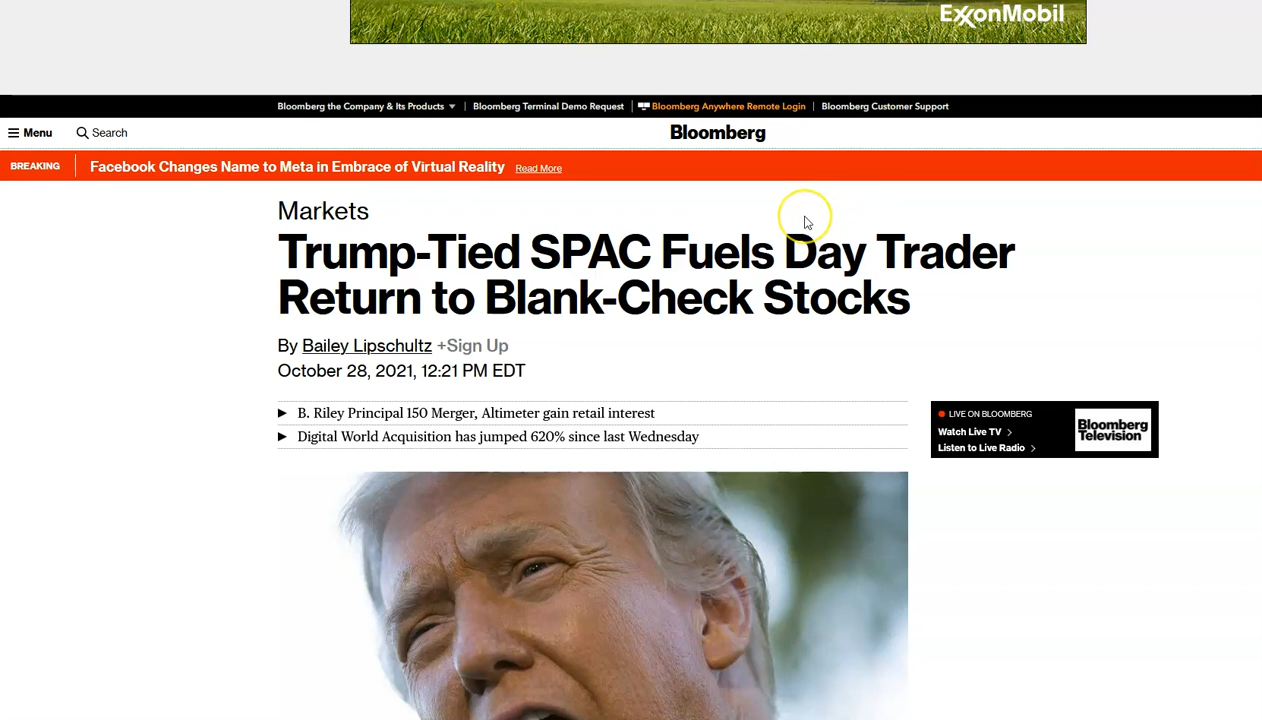 ExxonMobil
Bloomberg the Company & Its Products
Bloomberg Terminal Demo Request
Bloomberg Anywhere Remote Login
Bloomberg Customer Support
Menu
Search
Bloomberg
BREAKING
Facebook Changes Name to Meta in Embrace of Virtual Reality
Read More
Markets
Trump-Tied SPAC Fuels Day Trader
Return to Blank-Check Stocks
By Bailey Lipschultz +Sign Up
October 28, 2021, 12:21 PM EDT
B. Riley Principal 150 Merger, Altimeter gain retail interest
Digital World Acquisition has jumped 620% since last Wednesday
LIVE ON BLOOMBERG
Watch Live TV
Listen to Live Radio
Bloomberg
Television